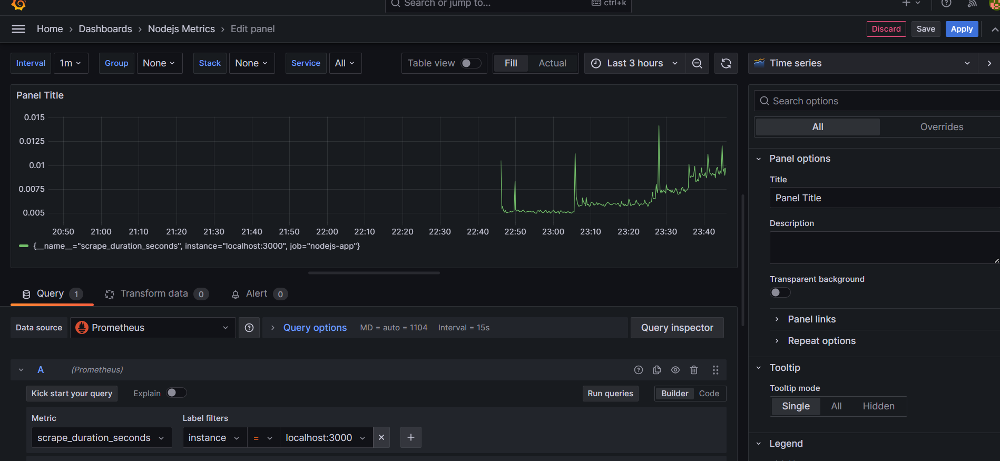 Search or jump to...
ctrl+k
Home › Dashboards › Nodejs Metrics › Edit panel
Discard
Save
Apply
Interval
1m
Group
None
Stack
None
Service
All
Table view
Fill
Actual
Last 3 hours
Time series
Panel Title
0.015
0.0125
0.01
0.0075
0.005
20:50 21:00 21:10 21:20 21:30 21:40 21:50 22:00 22:10 22:20 22:30 22:40 22:50 23:00 23:10 23:20 23:30 23:40
{__name__="scrape_duration_seconds", instance="localhost:3000", job="nodejs-app"}
Query 1
Transform data 0
Alert 0
Data source
Prometheus
Query options
MD = auto = 1104
Interval = 15s
Query inspector
A
(Prometheus)
Kick start your query
Explain
Run queries
Builder
Code
Metric
Label filters
scrape_duration_seconds
instance
=
localhost:3000
Search options
All
Overrides
Panel options
Title
Panel Title
Description
Transparent background
Panel links
Repeat options
Tooltip
Tooltip mode
Single
All
Hidden
Legend